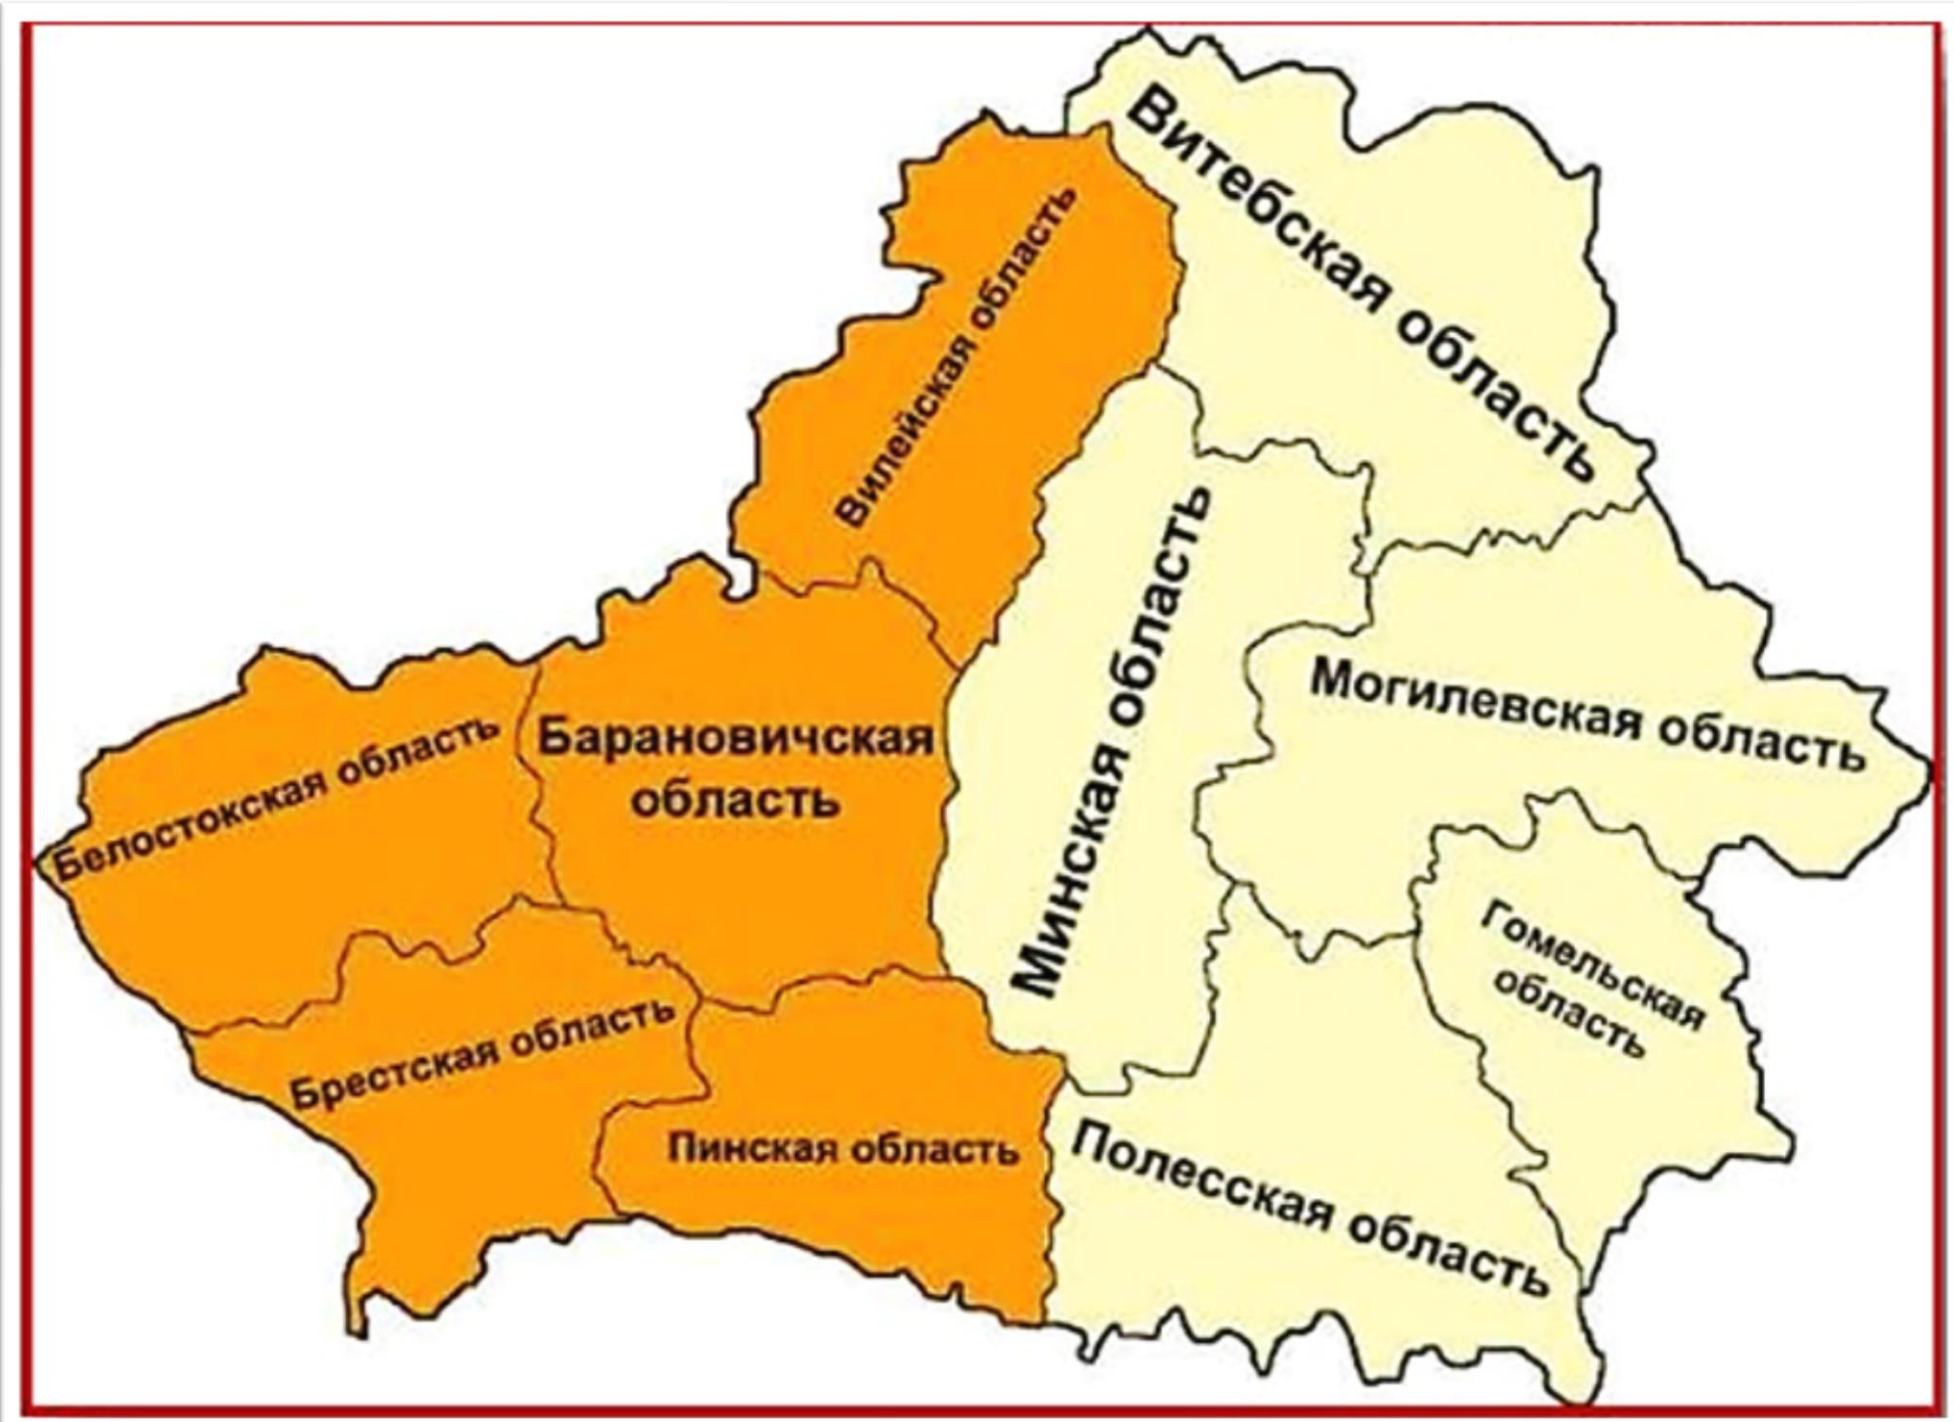 Витебская область
Вилейская область
Минская область
Могилевская область
Белостокская область
Барановичская
область
Гомельская
область
Брестская область
Пинская область
Полесская область